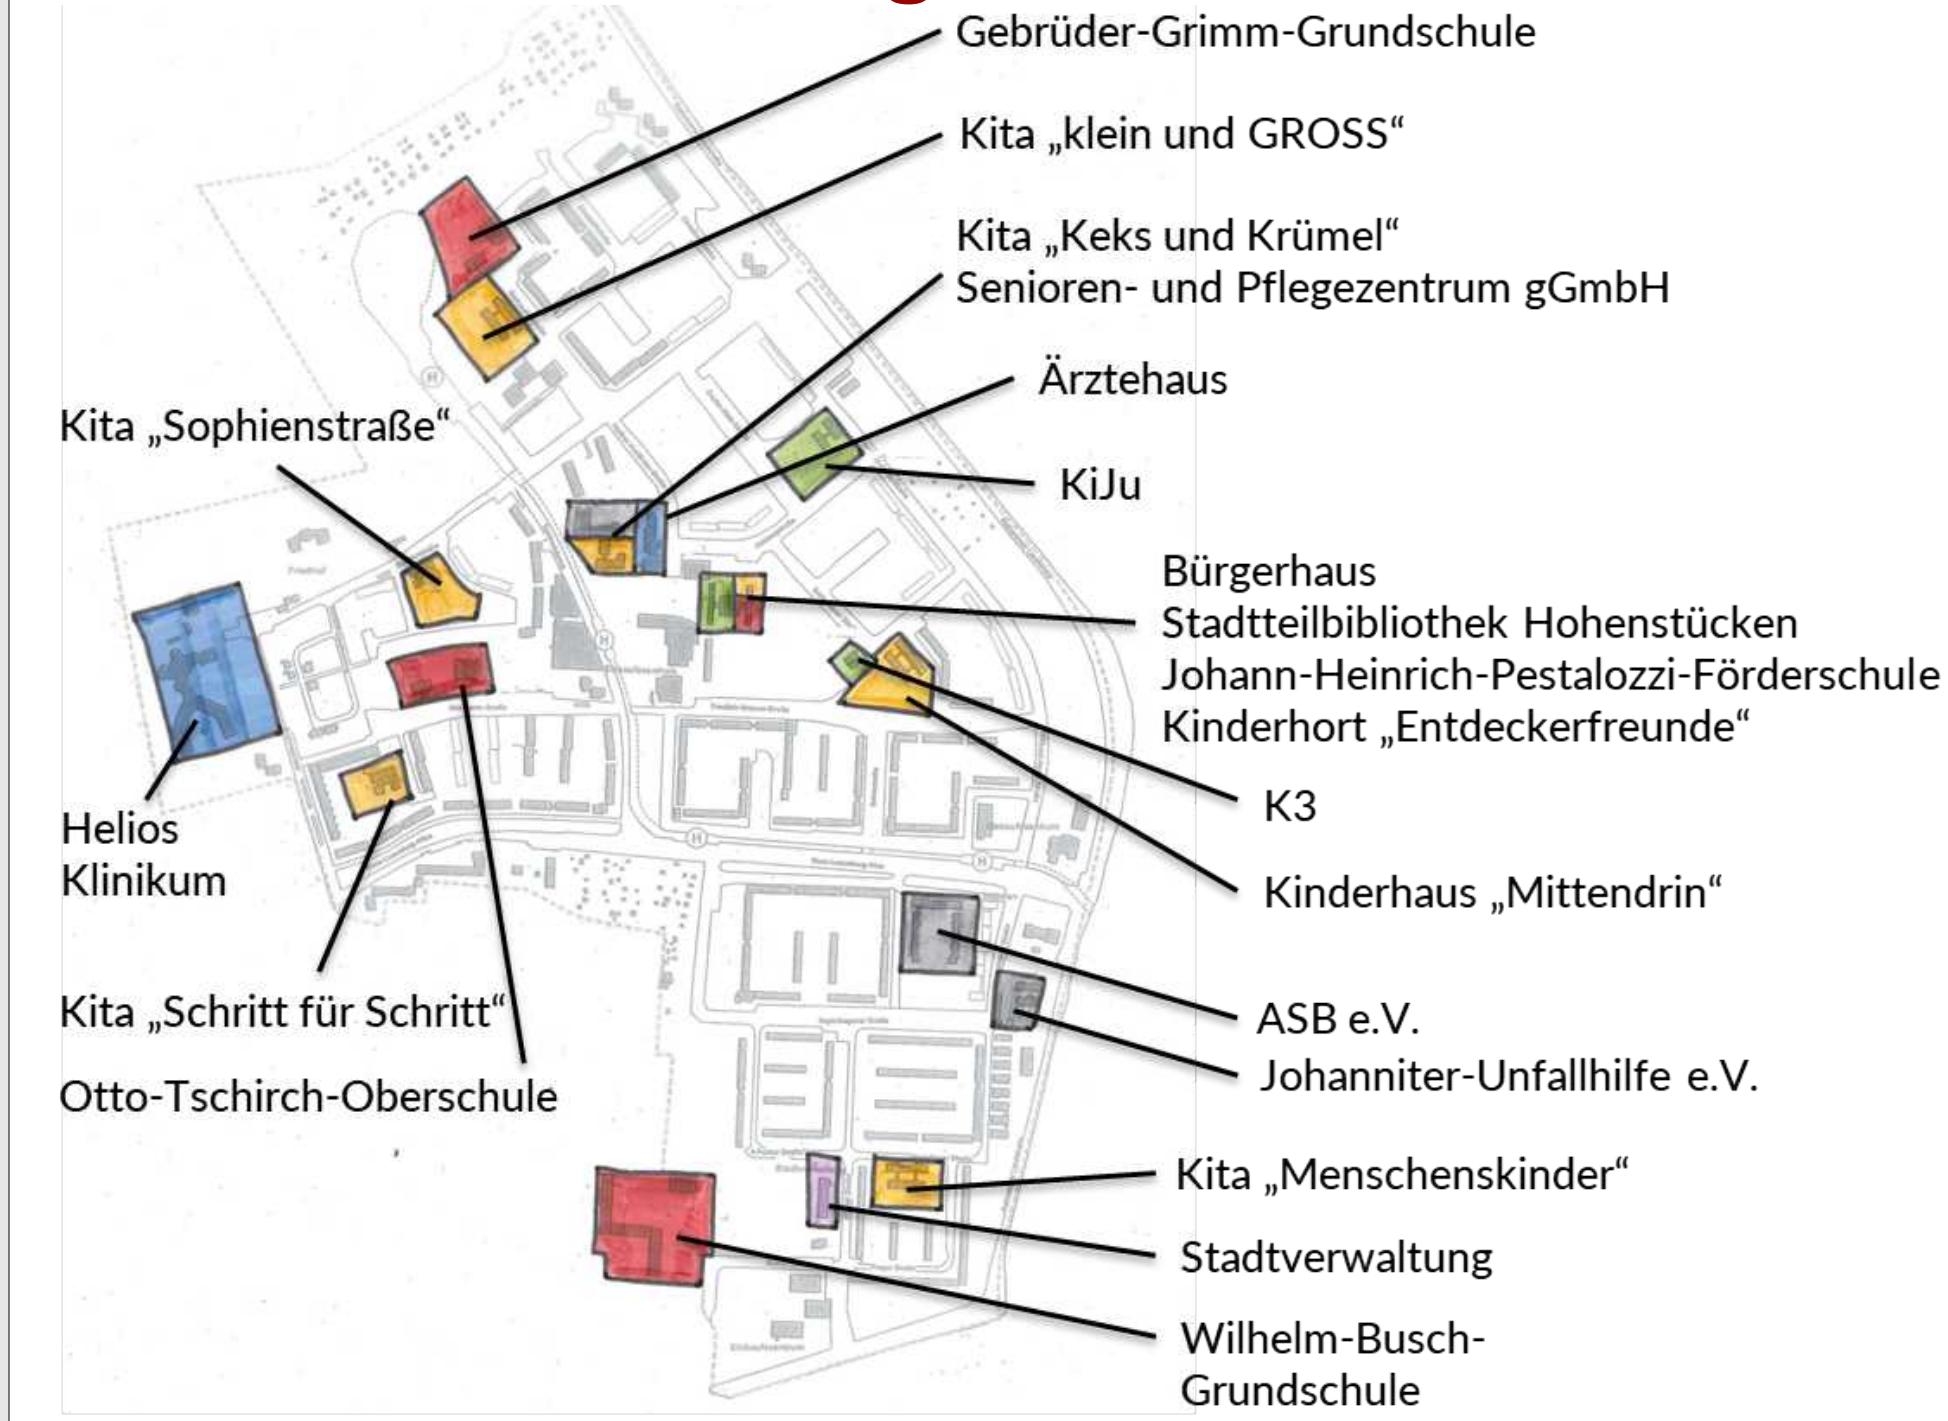 Gebrüder-Grimm-Grundschule
Kita „klein und GROSS“
Kita „Keks und Krümel“
Senioren- und Pflegezentrum gGmbH
Ärztehaus
Kita „Sophienstraße“
KiJu
Bürgerhaus
Stadtteilbibliothek Hohenstücken
Johann-Heinrich-Pestalozzi-Förderschule
Kinderhort „Entdeckerfreunde“
K3
Helios
Klinikum
Kinderhaus „Mittendrin“
Kita „Schritt für Schritt“
ASB e.V.
Johanniter-Unfallhilfe e.V.
Otto-Tschirch-Oberschule
Kita „Menschenskinder“
Stadtverwaltung
Wilhelm-Busch-
Grundschule
Friedhof
H
H
H
H
Einkaufszentrum